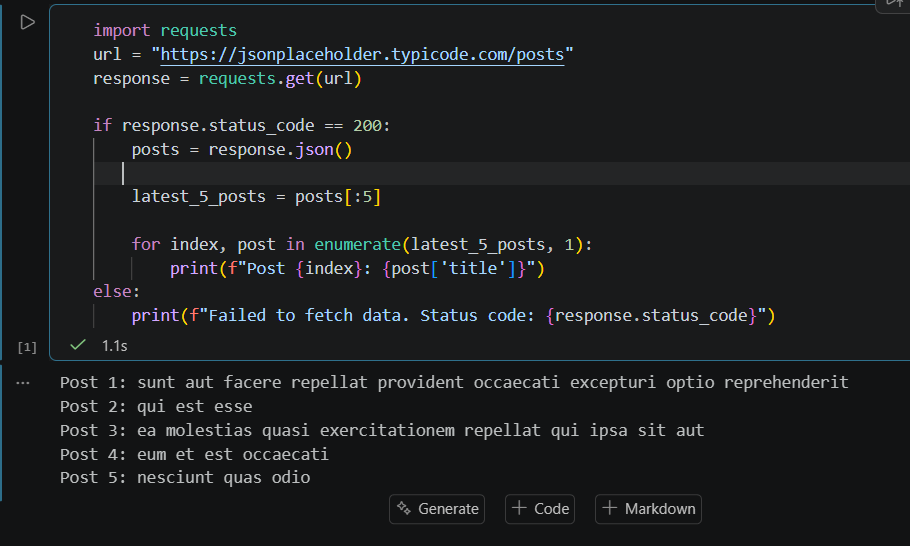 import requests
url = "https://jsonplaceholder.typicode.com/posts"
response = requests.get(url)
if response.status_code == 200:
    posts = response.json()
    latest_5_posts = posts[:5]
    for index, post in enumerate(latest_5_posts, 1):
        print(f"Post {index}: {post['title']}")
else:
    print(f"Failed to fetch data. Status code: {response.status_code}")
[1]
1.1s
Post 1: sunt aut facere repellat provident occaecati excepturi optio reprehenderit
Post 2: qui est esse
Post 3: ea molestias quasi exercitationem repellat qui ipsa sit aut
Post 4: eum et est occaecati
Post 5: nesciunt quas odio
Generate + Code + Markdown